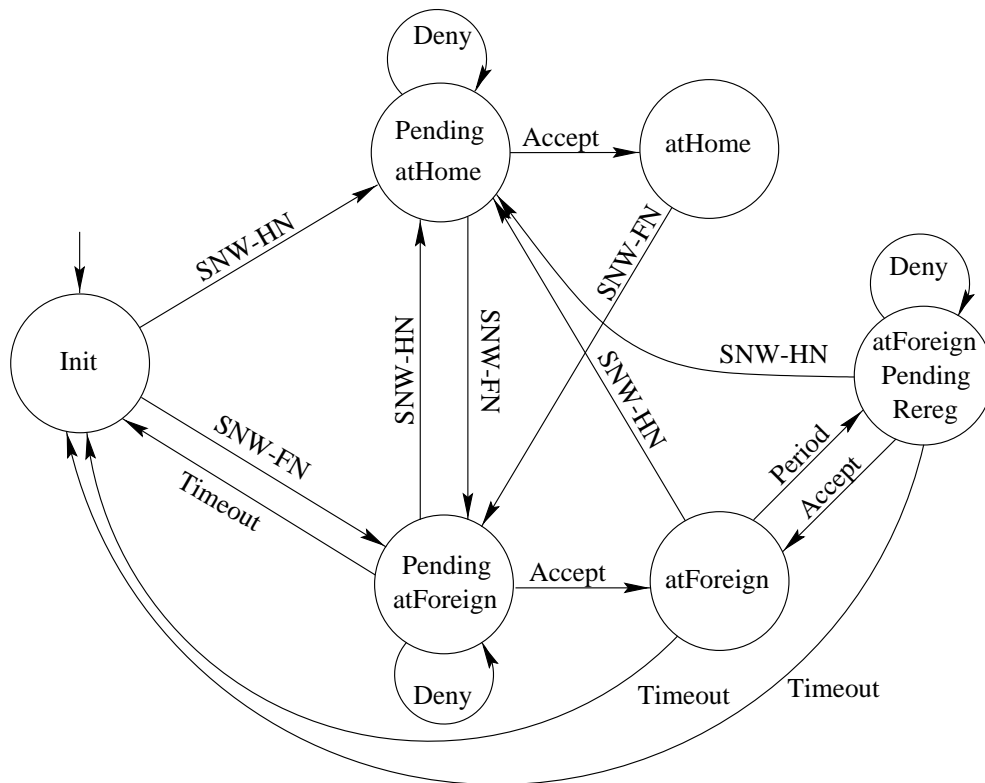 Deny
Pending
atHome
Accept
atHome
SNW-HN
SNW-FN
Deny
Init
SNW-HN
SNW-FN
SNW-HN
atForeign
Pending
Rereg
SNW-HN
SNW-FN
Timeout
Period
Accept
Pending
atForeign
Accept
atForeign
Deny
Timeout
Timeout